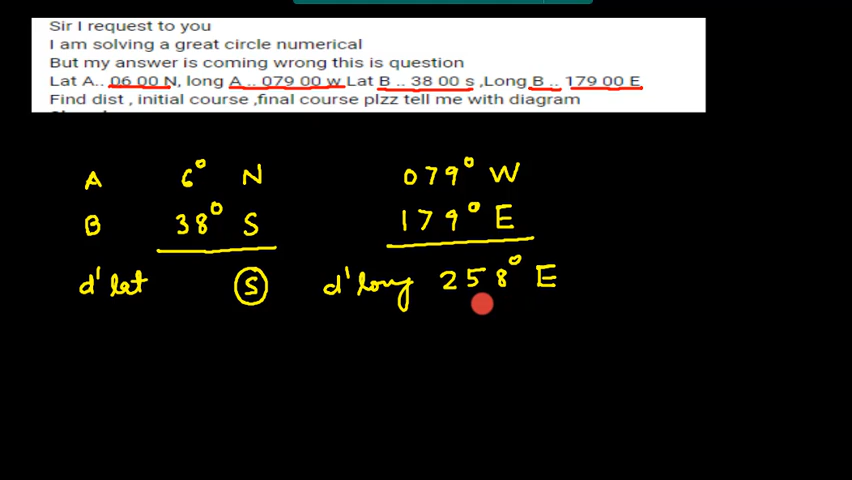 Sir I request to you
I am solving a great circle numerical
But my answer is coming wrong this is question
Lat A.. 06 00 N, long A .. 079 00 w Lat B .. 38 00 s ,Long B .. 179 00 E
Find dist , initial course ,final course plzz tell me with diagram
A 6° N 079° W
B 38° S 179° E
d'lat S d'long 258° E